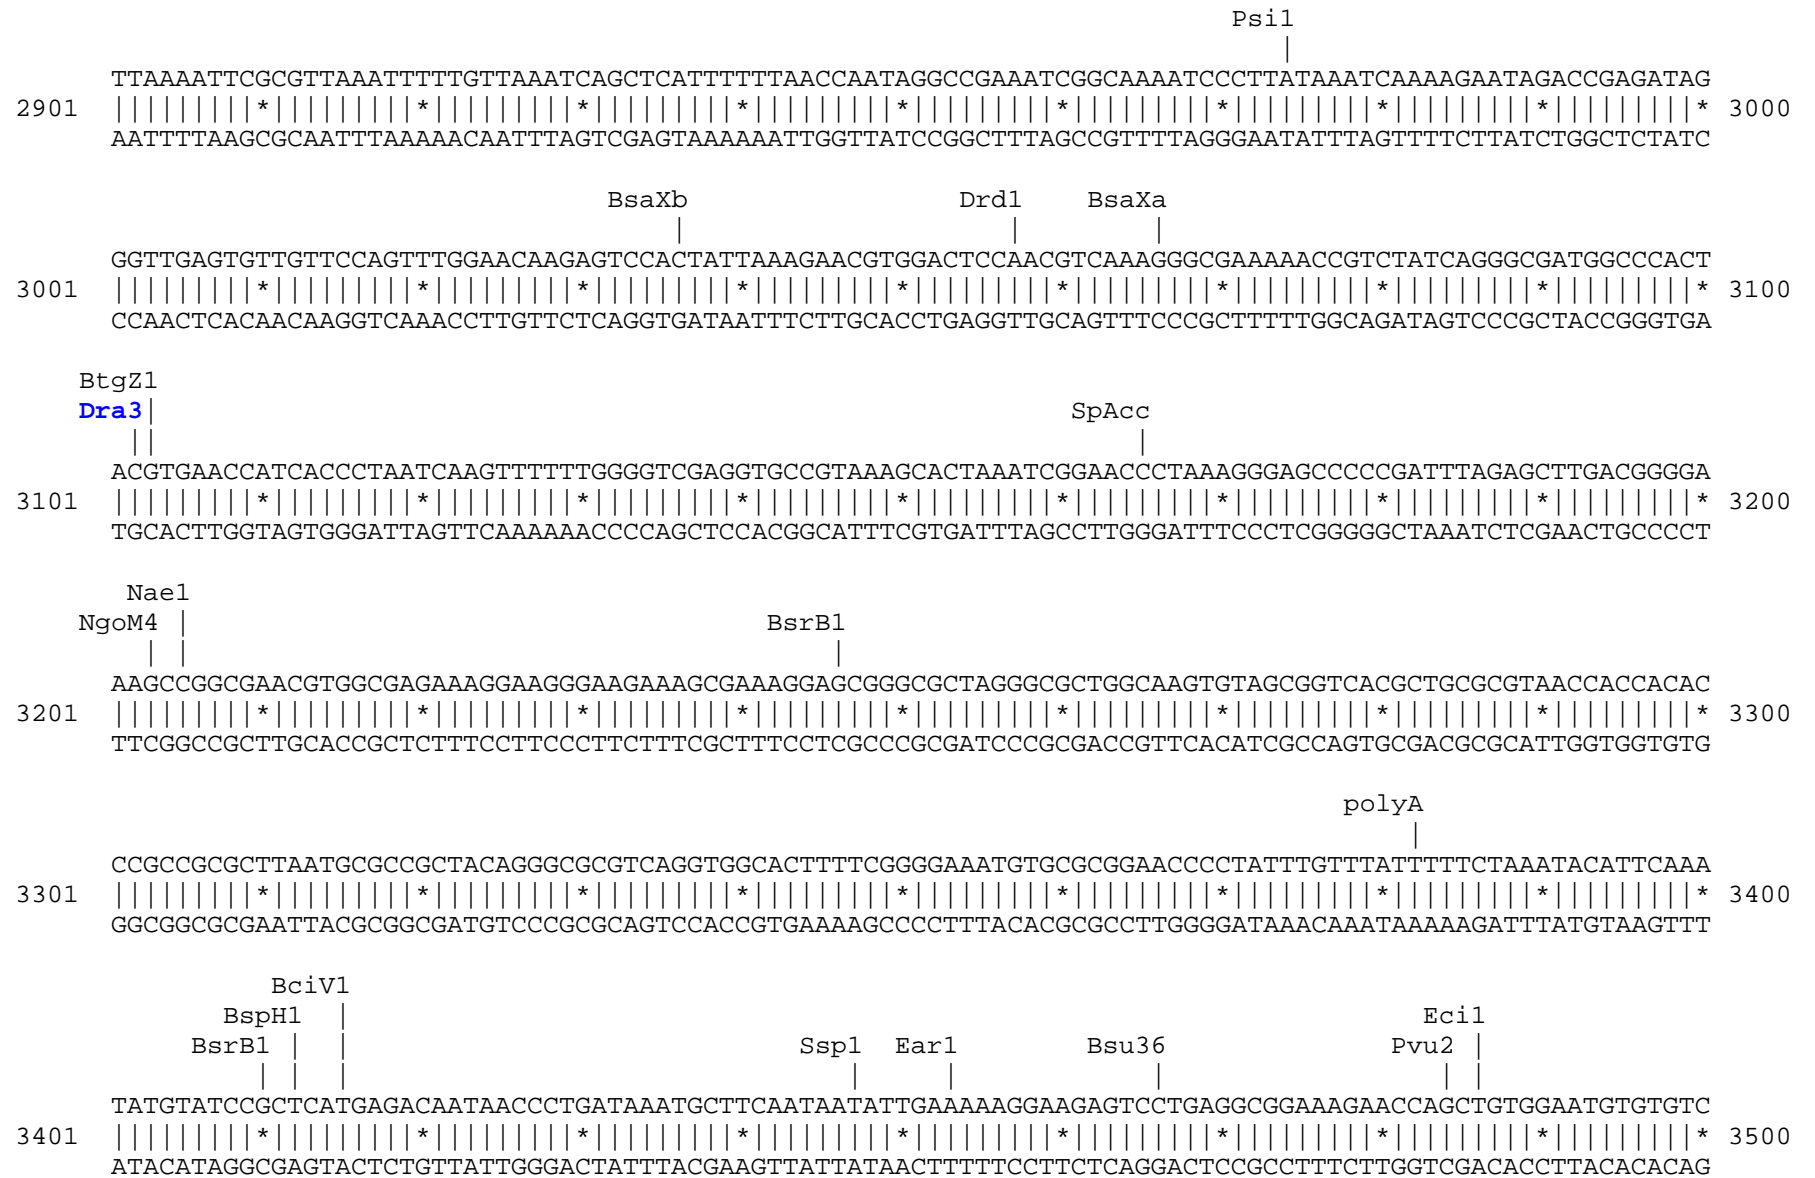 Psi1
|
TTAAAATTCGCGTTAAATTTTTGTTAAATCAGCTCATTTTTTAACCAATAGGCCGAAATCGGCAAAATCCCTTATAAATCAAAAGAATAGACCGAGATAG
2901 |||||||||*|||||||||*|||||||||*|||||||||*|||||||||*|||||||||*|||||||||*|||||||||*|||||||||*|||||||||* 3000
AATTTTAAGCGCAATTTAAAAACAATTTAGTCGAGTAAAAAATTGGTTATCCGGCTTTAGCCGTTTTAGGGAATATTTAGTTTTCTTATCTGGCTCTATC
BsaXb Drd1 BsaXa
| | |
GGTTGAGTGTTGTTCCAGTTTGGAACAAGAGTCCACTATTAAAGAACGTGGACTCCAACGTCAAAGGGCGAAAAACCGTCTATCAGGGCGATGGCCCACT
3001 |||||||||*|||||||||*|||||||||*|||||||||*|||||||||*|||||||||*|||||||||*|||||||||*|||||||||*|||||||||* 3100
CCAACTCACAACAAGGTCAAACCTTGTTCTCAGGTGATAATTTCTTGCACCTGAGGTTGCAGTTTCCCGCTTTTTGGCAGATAGTCCCGCTACCGGGTGA
BtgZ1
Dra3| SpAcc
|| |
ACGTGAACCATCACCCTAATCAAGTTTTTTGGGGTCGAGGTGCCGTAAAGCACTAAATCGGAACCCTAAAGGGAGCCCCCGATTTAGAGCTTGACGGGGA
3101 |||||||||*|||||||||*|||||||||*|||||||||*|||||||||*|||||||||*|||||||||*|||||||||*|||||||||*|||||||||* 3200
TGCACTTGGTAGTGGGATTAGTTCAAAAAACCCCAGCTCCACGGCATTTCGTGATTTAGCCTTGGGATTTCCCTCGGGGGCTAAATCTCGAACTGCCCCT
Nae1
NgoM4 | BsrB1
| | |
AAGCCGGCGAACGTGGCGAGAAAGGAAGGGAAGAAAGCGAAAGGAGCGGGCGCTAGGGCGCTGGCAAGTGTAGCGGTCACGCTGCGCGTAACCACCACAC
3201 |||||||||*|||||||||*|||||||||*|||||||||*|||||||||*|||||||||*|||||||||*|||||||||*|||||||||*|||||||||* 3300
TTCGGCCGCTTGCACCGCTCTTTCCTTCCCTTCTTTCGCTTTCCTCGCCCGCGATCCCGCGACCGTTCACATCGCCAGTGCGACGCGCATTGGTGGTGTG
polyA
|
CCGCCGCGCTTAATGCGCCGCTACAGGGCGCGTCAGGTGGCACTTTTCGGGGAAATGTGCGCGGAACCCCTATTTGTTTATTTTTCTAAATACATTCAAA
3301 |||||||||*|||||||||*|||||||||*|||||||||*|||||||||*|||||||||*|||||||||*|||||||||*|||||||||*|||||||||* 3400
GGCGGCGCGAATTACGCGGCGATGTCCCGCGCAGTCCACCGTGAAAAGCCCCTTTACACGCGCCTTGGGGATAAACAAATAAAAAGATTTATGTAAGTTT
BciV1
BspH1 | Eci1
BsrB1 | | Ssp1 Ear1 Bsu36 Pvu2 |
| | | | | | | |
TATGTATCCGCTCATGAGACAATAACCCTGATAAATGCTTCAATAATATTGAAAAAGGAAGAGTCCTGAGGCGGAAAGAACCAGCTGTGGAATGTGTGTC
3401 |||||||||*|||||||||*|||||||||*|||||||||*|||||||||*|||||||||*|||||||||*|||||||||*|||||||||*|||||||||* 3500
ATACATAGGCGAGTACTCTGTTATTGGGACTATTTACGAAGTTATTATAACTTTTTCCTTCTCAGGACTCCGCCTTTCTTGGTCGACACCTTACACACAG